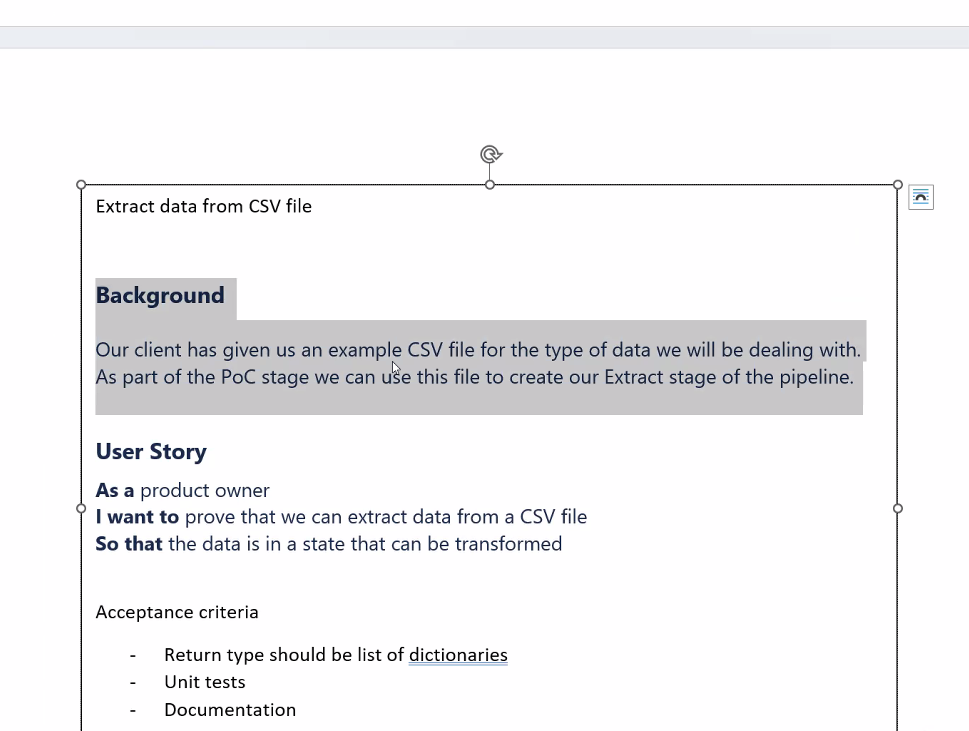 Extract data from CSV file
Background
Our client has given us an example CSV file for the type of data we will be dealing with.
As part of the PoC stage we can use this file to create our Extract stage of the pipeline.
User Story
As a product owner
I want to prove that we can extract data from a CSV file
So that the data is in a state that can be transformed
Acceptance criteria
- Return type should be list of dictionaries
- Unit tests
- Documentation